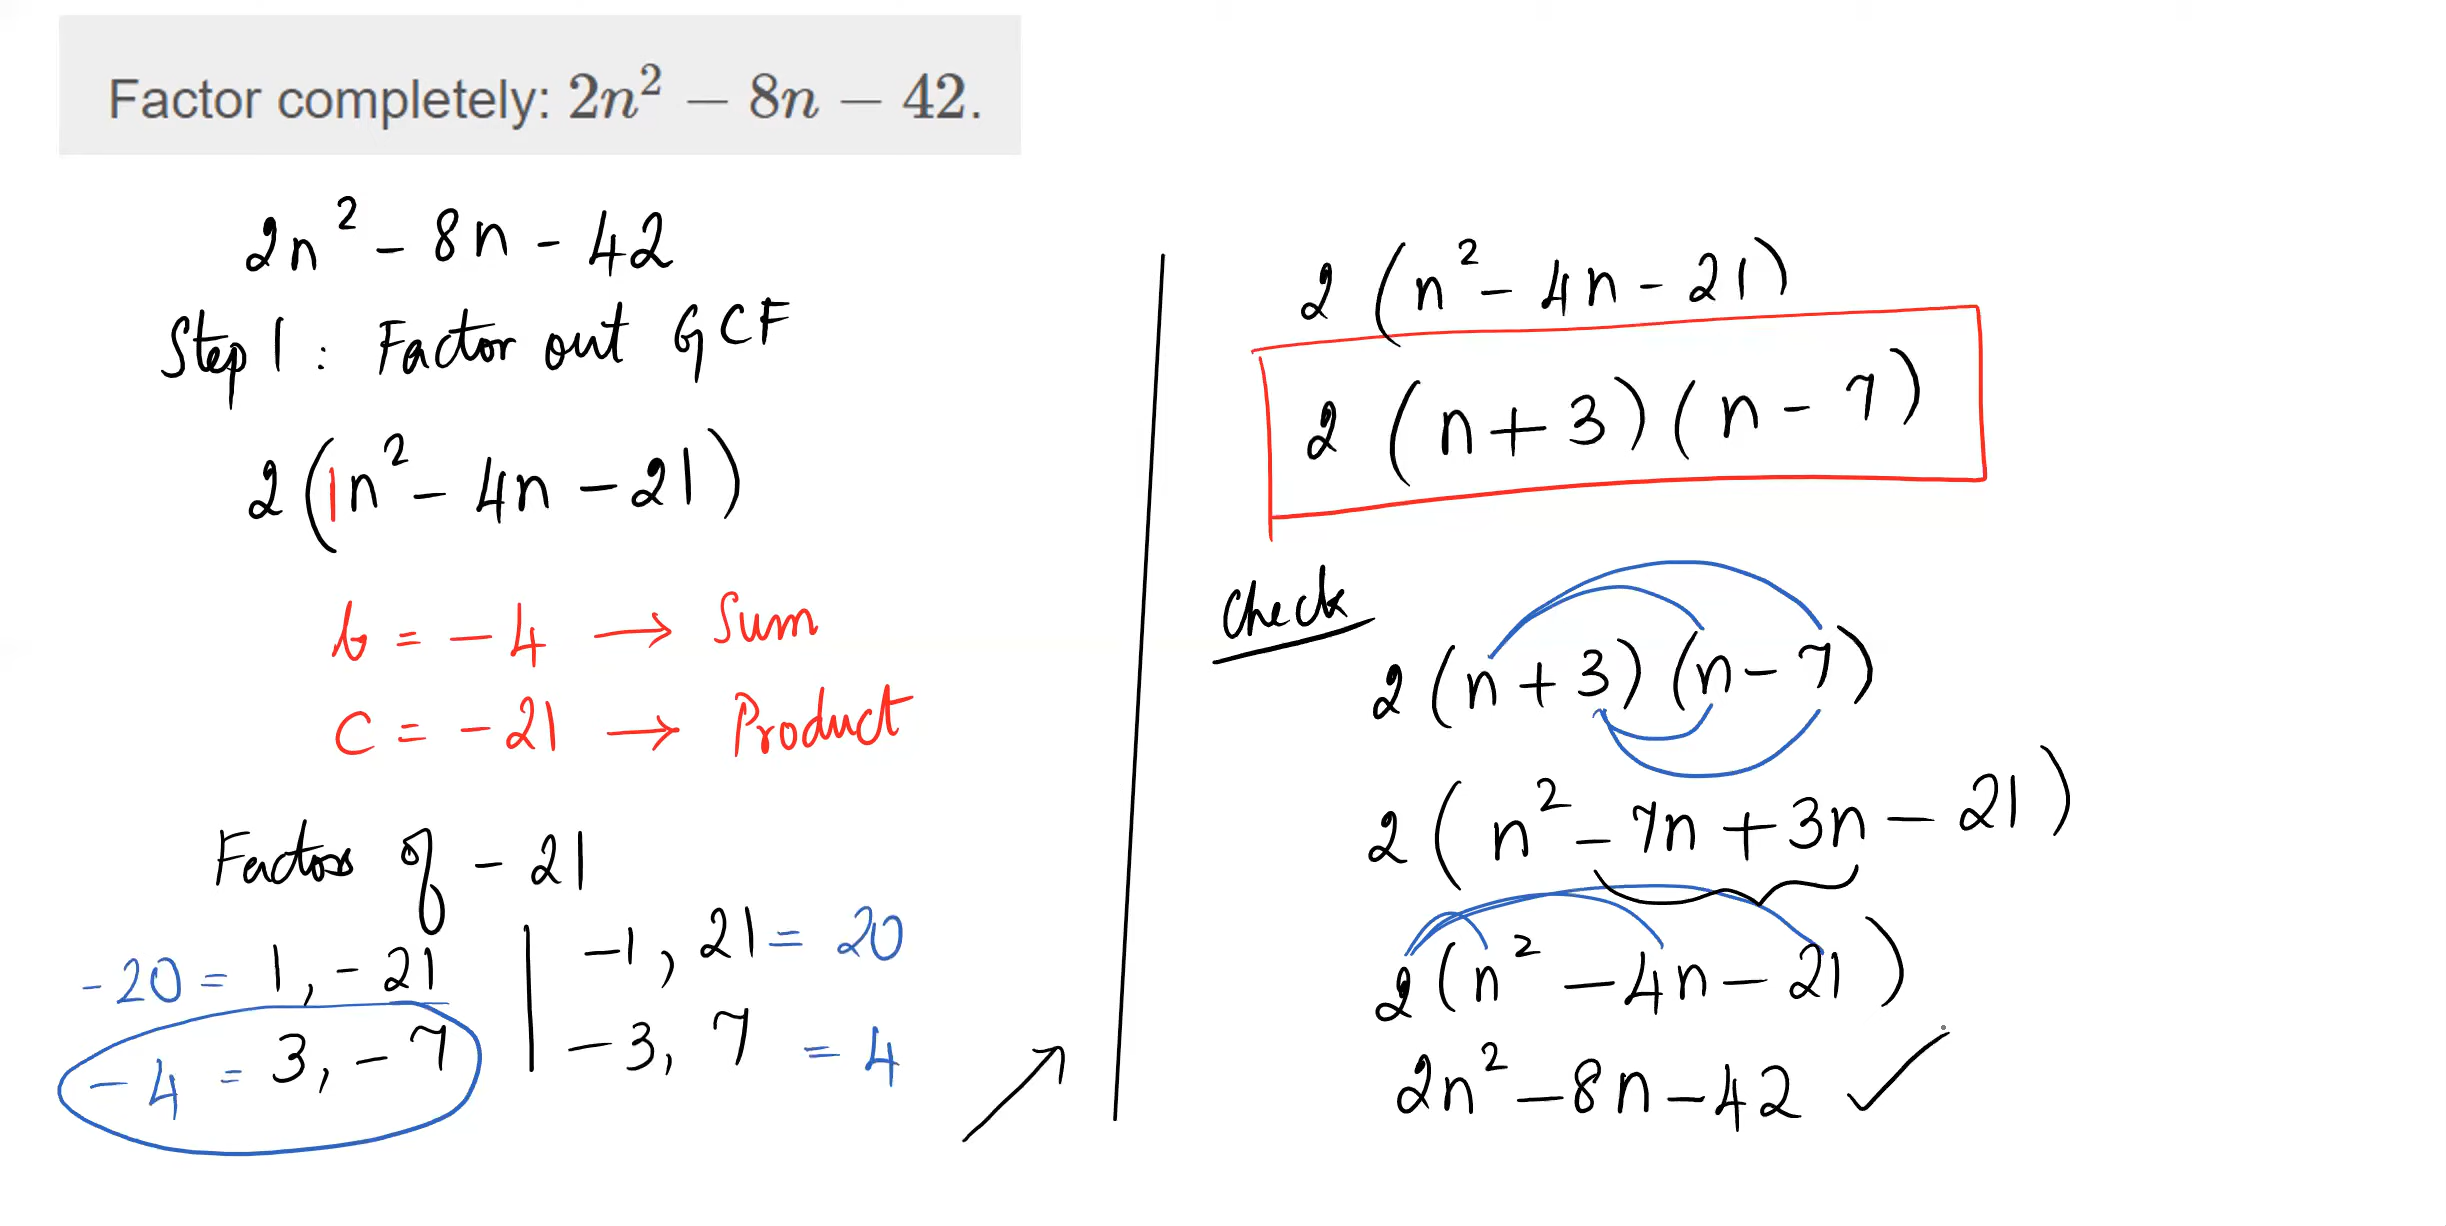 Factor completely: 2n² − 8n − 42.
2n² - 8n - 42
Step 1 : Factor out GCF
2(1n² - 4n - 21)
b = -4 → Sum
c = -21 → Product
Factors of -21
-20 = 1, -21 | -1, 21 = 20
-4 = 3, -7 | -3, 7 = 4
2(n² - 4n - 21)
2(n+3)(n-7)
Check
2(n+3)(n-7)
2(n² - 7n + 3n - 21)
2(n² - 4n - 21)
2n² - 8n - 42 ✓